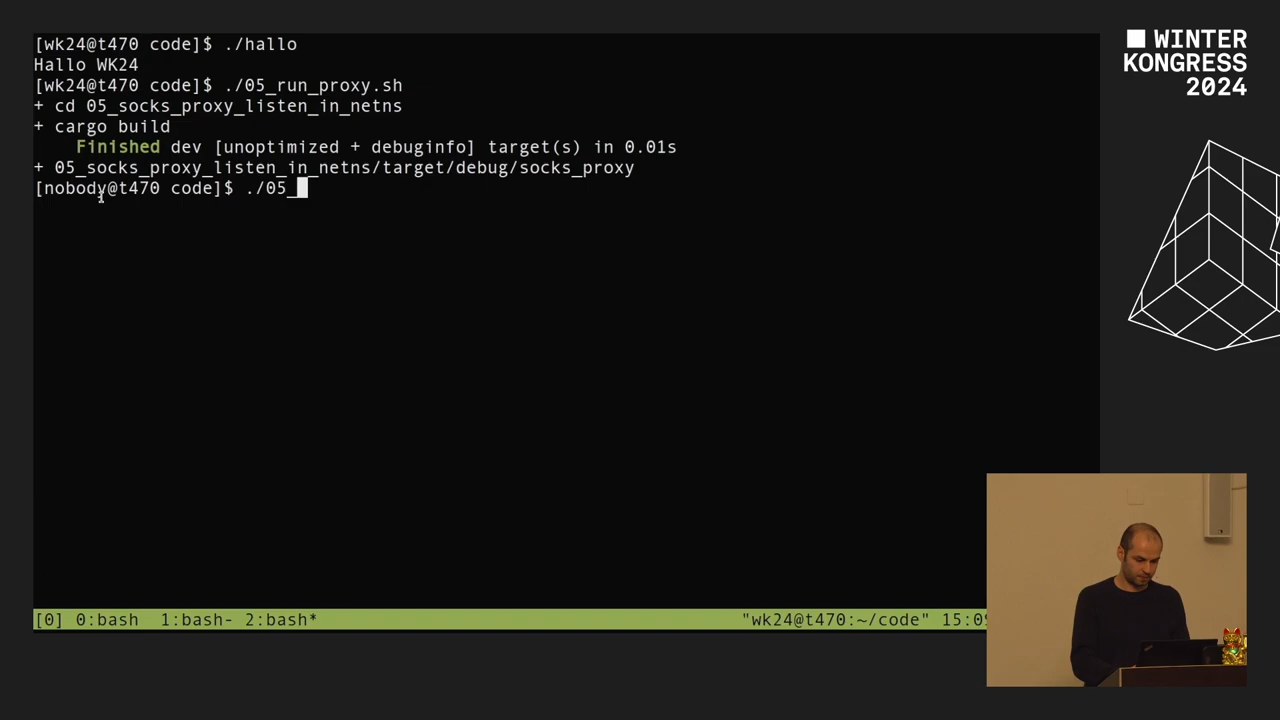 [wk24@t470 code]$ ./hallo
Hallo WK24
[wk24@t470 code]$ ./05_run_proxy.sh
+ cd 05_socks_proxy_listen_in_netns
+ cargo build
Finished dev [unoptimized + debuginfo] target(s) in 0.01s
+ 05_socks_proxy_listen_in_netns/target/debug/socks_proxy
[nobody@t470 code]$ ./05_
[0] 0:bash 1:bash- 2:bash* "wk24@t470:~/code" 15:09
WINTER
KONGRESS
2024